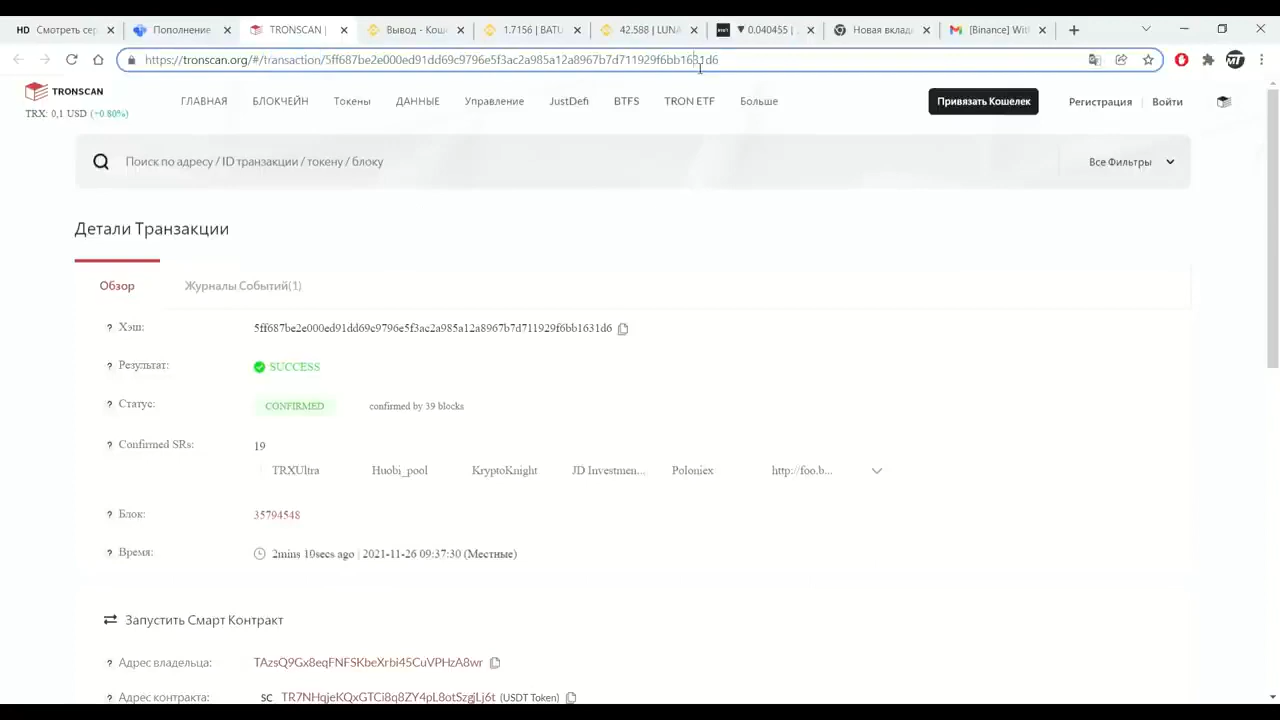 HD Смотреть сер
Пополнение
TRONSCAN |
Вывод - Коше
1.7156 | BATU
42.588 | LUNA
▼ 0.040455 |
Новая вклад
[Binance] Wit
https://tronscan.org/#/transaction/5ff687be2e000ed91dd69c9796e5f3ac2a985a12a8967b7d711929f6bb1631d6
TRONSCAN
TRX: 0,1 USD (+0.80%)
ГЛАВНАЯ БЛОКЧЕЙН Токены ДАННЫЕ Управление JustDefi BTFS TRON ETF Больше
Привязать Кошелек
Регистрация Войти
Поиск по адресу / ID транзакции / токену / блоку
Все Фильтры
Детали Транзакции
Обзор Журналы Событий(1)
? Хэш: 5ff687be2e000ed91dd69c9796e5f3ac2a985a12a8967b7d711929f6bb1631d6
? Результат: SUCCESS
? Статус: CONFIRMED confirmed by 39 blocks
? Confirmed SRs: 19
TRXUltra Huobi_pool KryptoKnight JD Investmen... Poloniex http://foo.b...
? Блок: 35794548
? Время: 2mins 10secs ago | 2021-11-26 09:37:30 (Местные)
Запустить Смарт Контракт
? Адрес владельца: TAzsQ9Gx8eqFNFSKbeXrbi45CuVPHzA8wr
? Адрес контракта: SC TR7NHqjeKQxGTCi8q8ZY4pL8otSzgjLj6t (USDT Token)